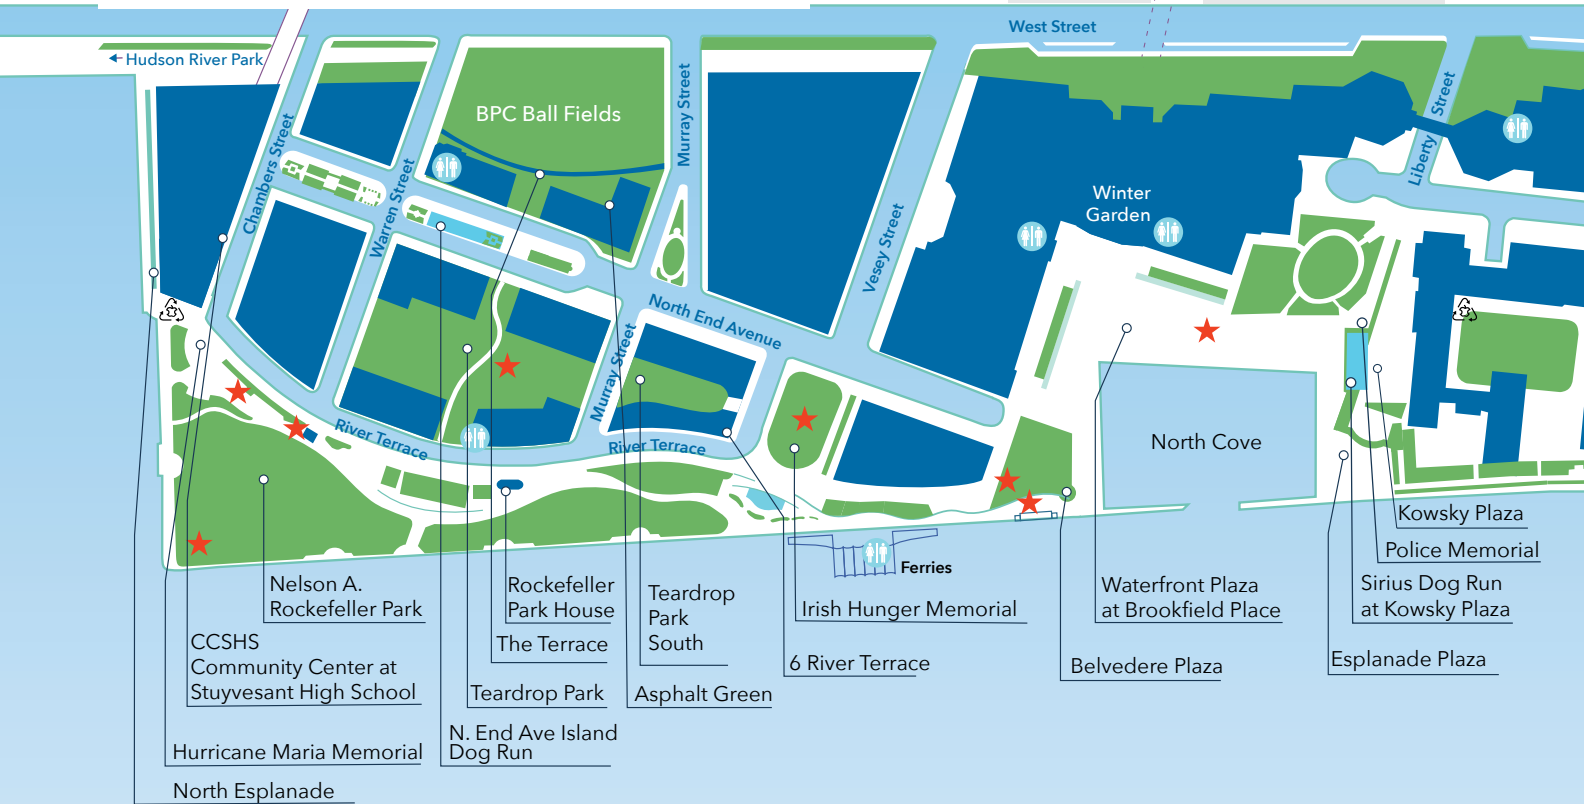 West Street
Hudson River Park
BPC Ball Fields
Murray Street
Chambers Street
Warren Street
Vesey Street
Liberty Street
Winter
Garden
North End Avenue
Murray Street
River Terrace
River Terrace
North Cove
Ferries
Kowsky Plaza
Police Memorial
Sirius Dog Run
at Kowsky Plaza
Esplanade Plaza
Waterfront Plaza
at Brookfield Place
Belvedere Plaza
Irish Hunger Memorial
6 River Terrace
Teardrop
Park
South
Asphalt Green
Rockefeller
Park House
The Terrace
Teardrop Park
N. End Ave Island
Dog Run
Nelson A.
Rockefeller Park
CCSHS
Community Center at
Stuyvesant High School
Hurricane Maria Memorial
North Esplanade